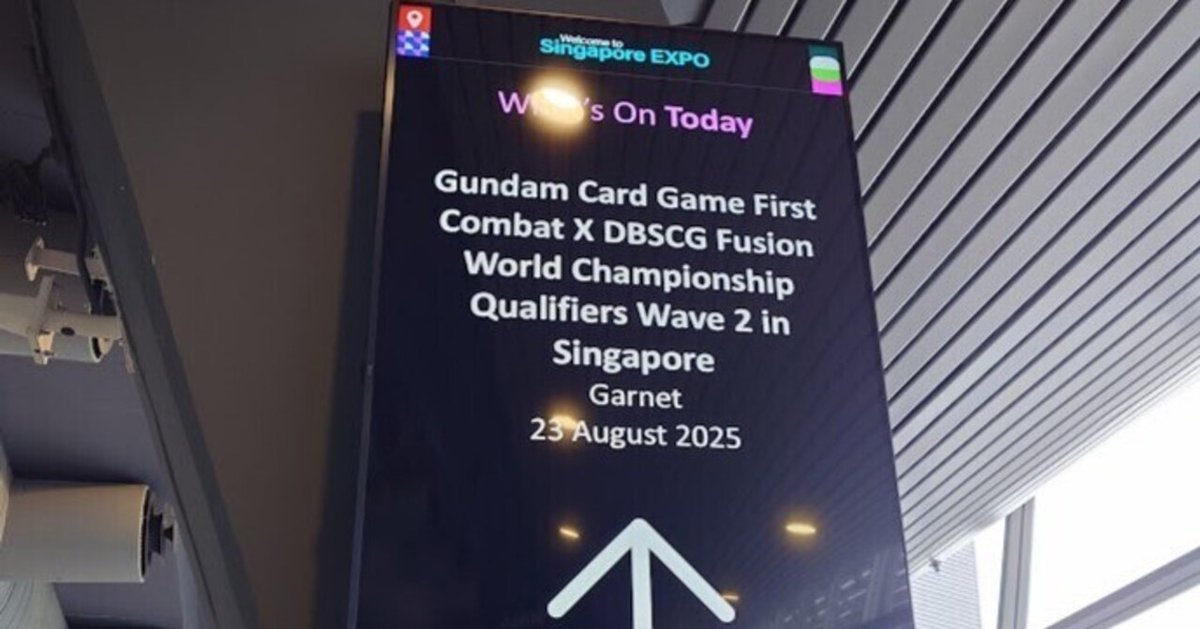 Welcome to
Singapore EXPO
What's On Today
Gundam Card Game First
Combat X DBSCG Fusion
World Championship
Qualifiers Wave 2 in
Singapore
Garnet
23 August 2025